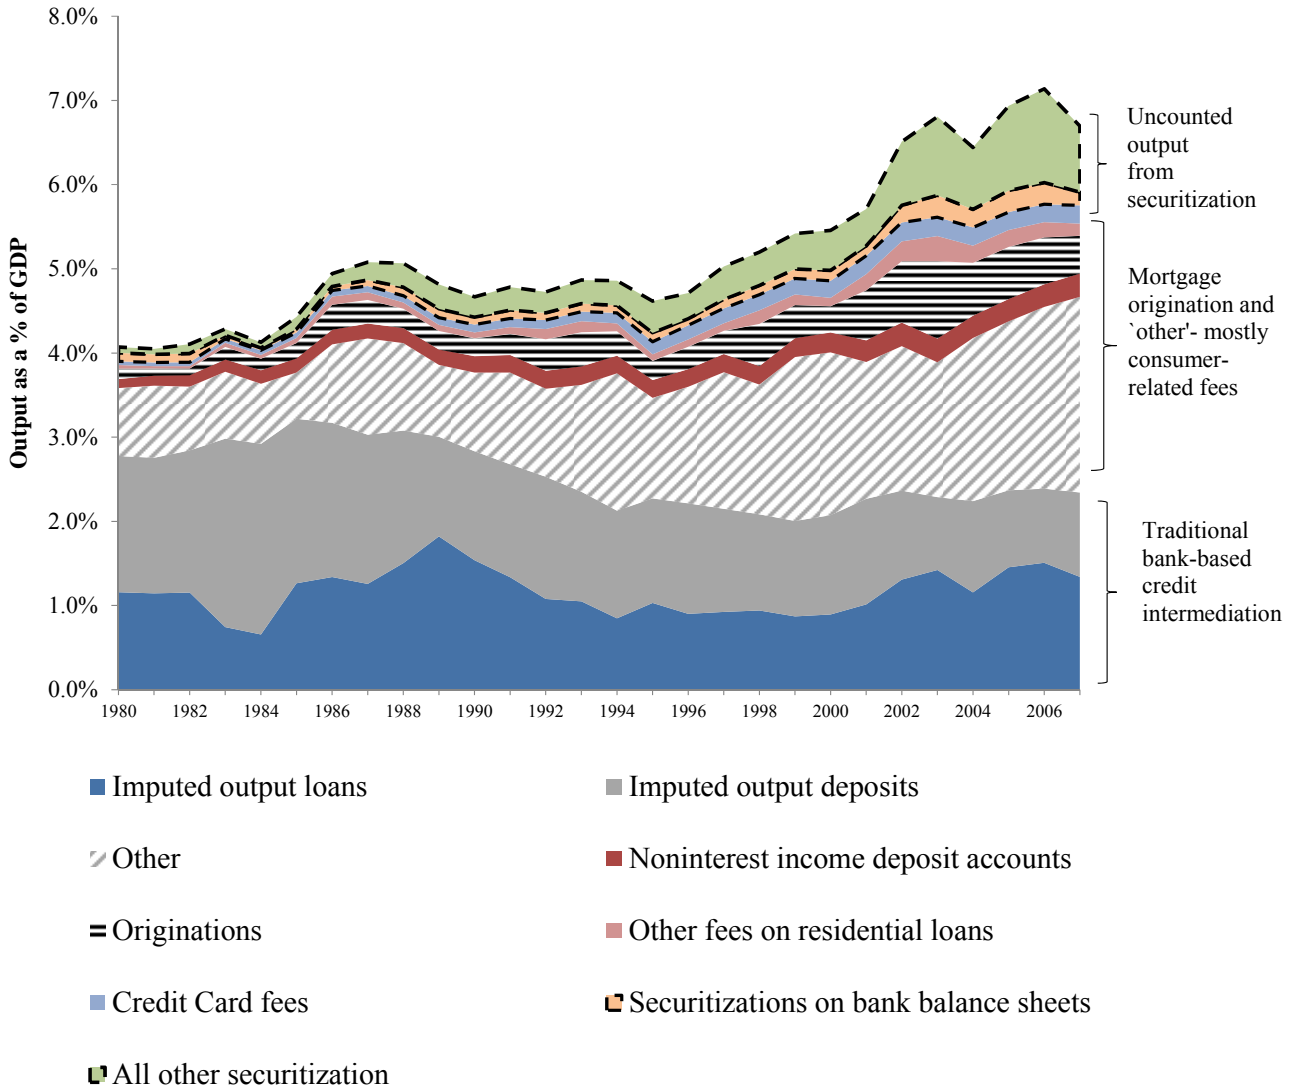 8.0%
7.0%
6.0%
5.0%
4.0%
3.0%
2.0%
1.0%
0.0%
Output as a % of GDP
1980 1982 1984 1986 1988 1990 1992 1994 1996 1998 2000 2002 2004 2006
Uncounted
output
from
securitization
Mortgage
origination and
`other'- mostly
consumer-
related fees
Traditional
bank-based
credit
intermediation
Imputed output loans
Imputed output deposits
Other
Noninterest income deposit accounts
Originations
Other fees on residential loans
Credit Card fees
Securitizations on bank balance sheets
All other securitization